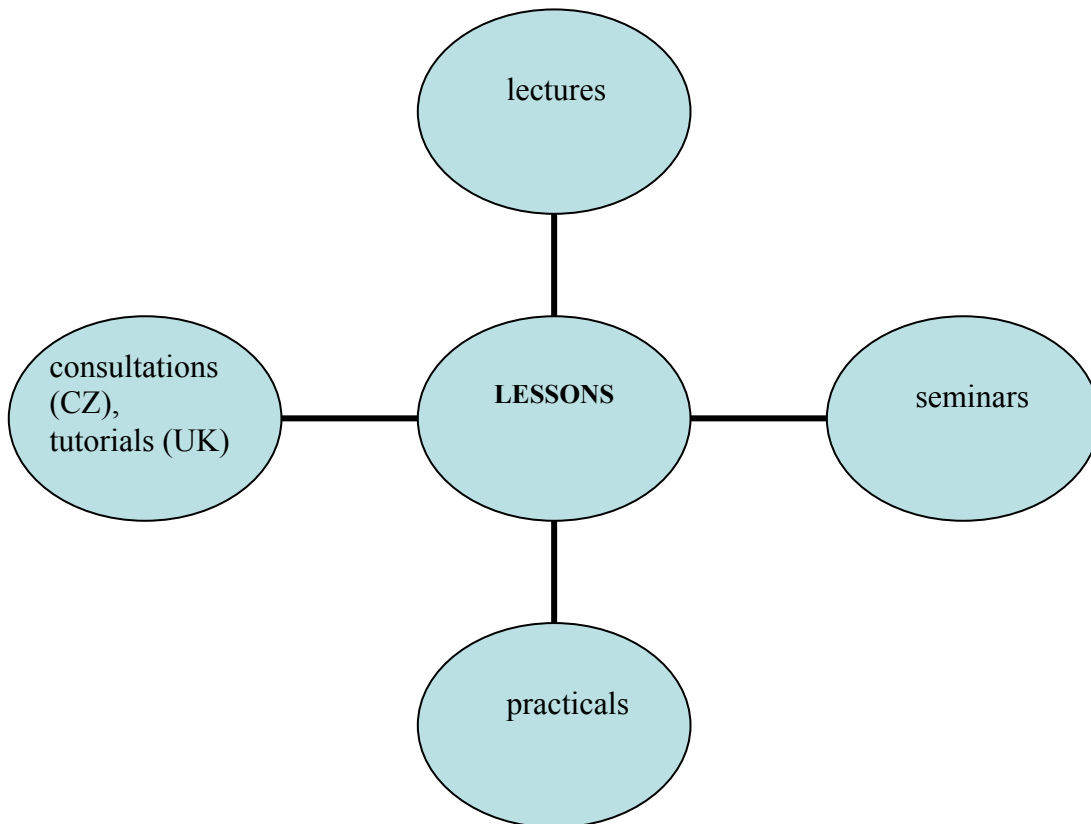 lectures
consultations
(CZ),
tutorials (UK)
LESSONS
seminars
practicals